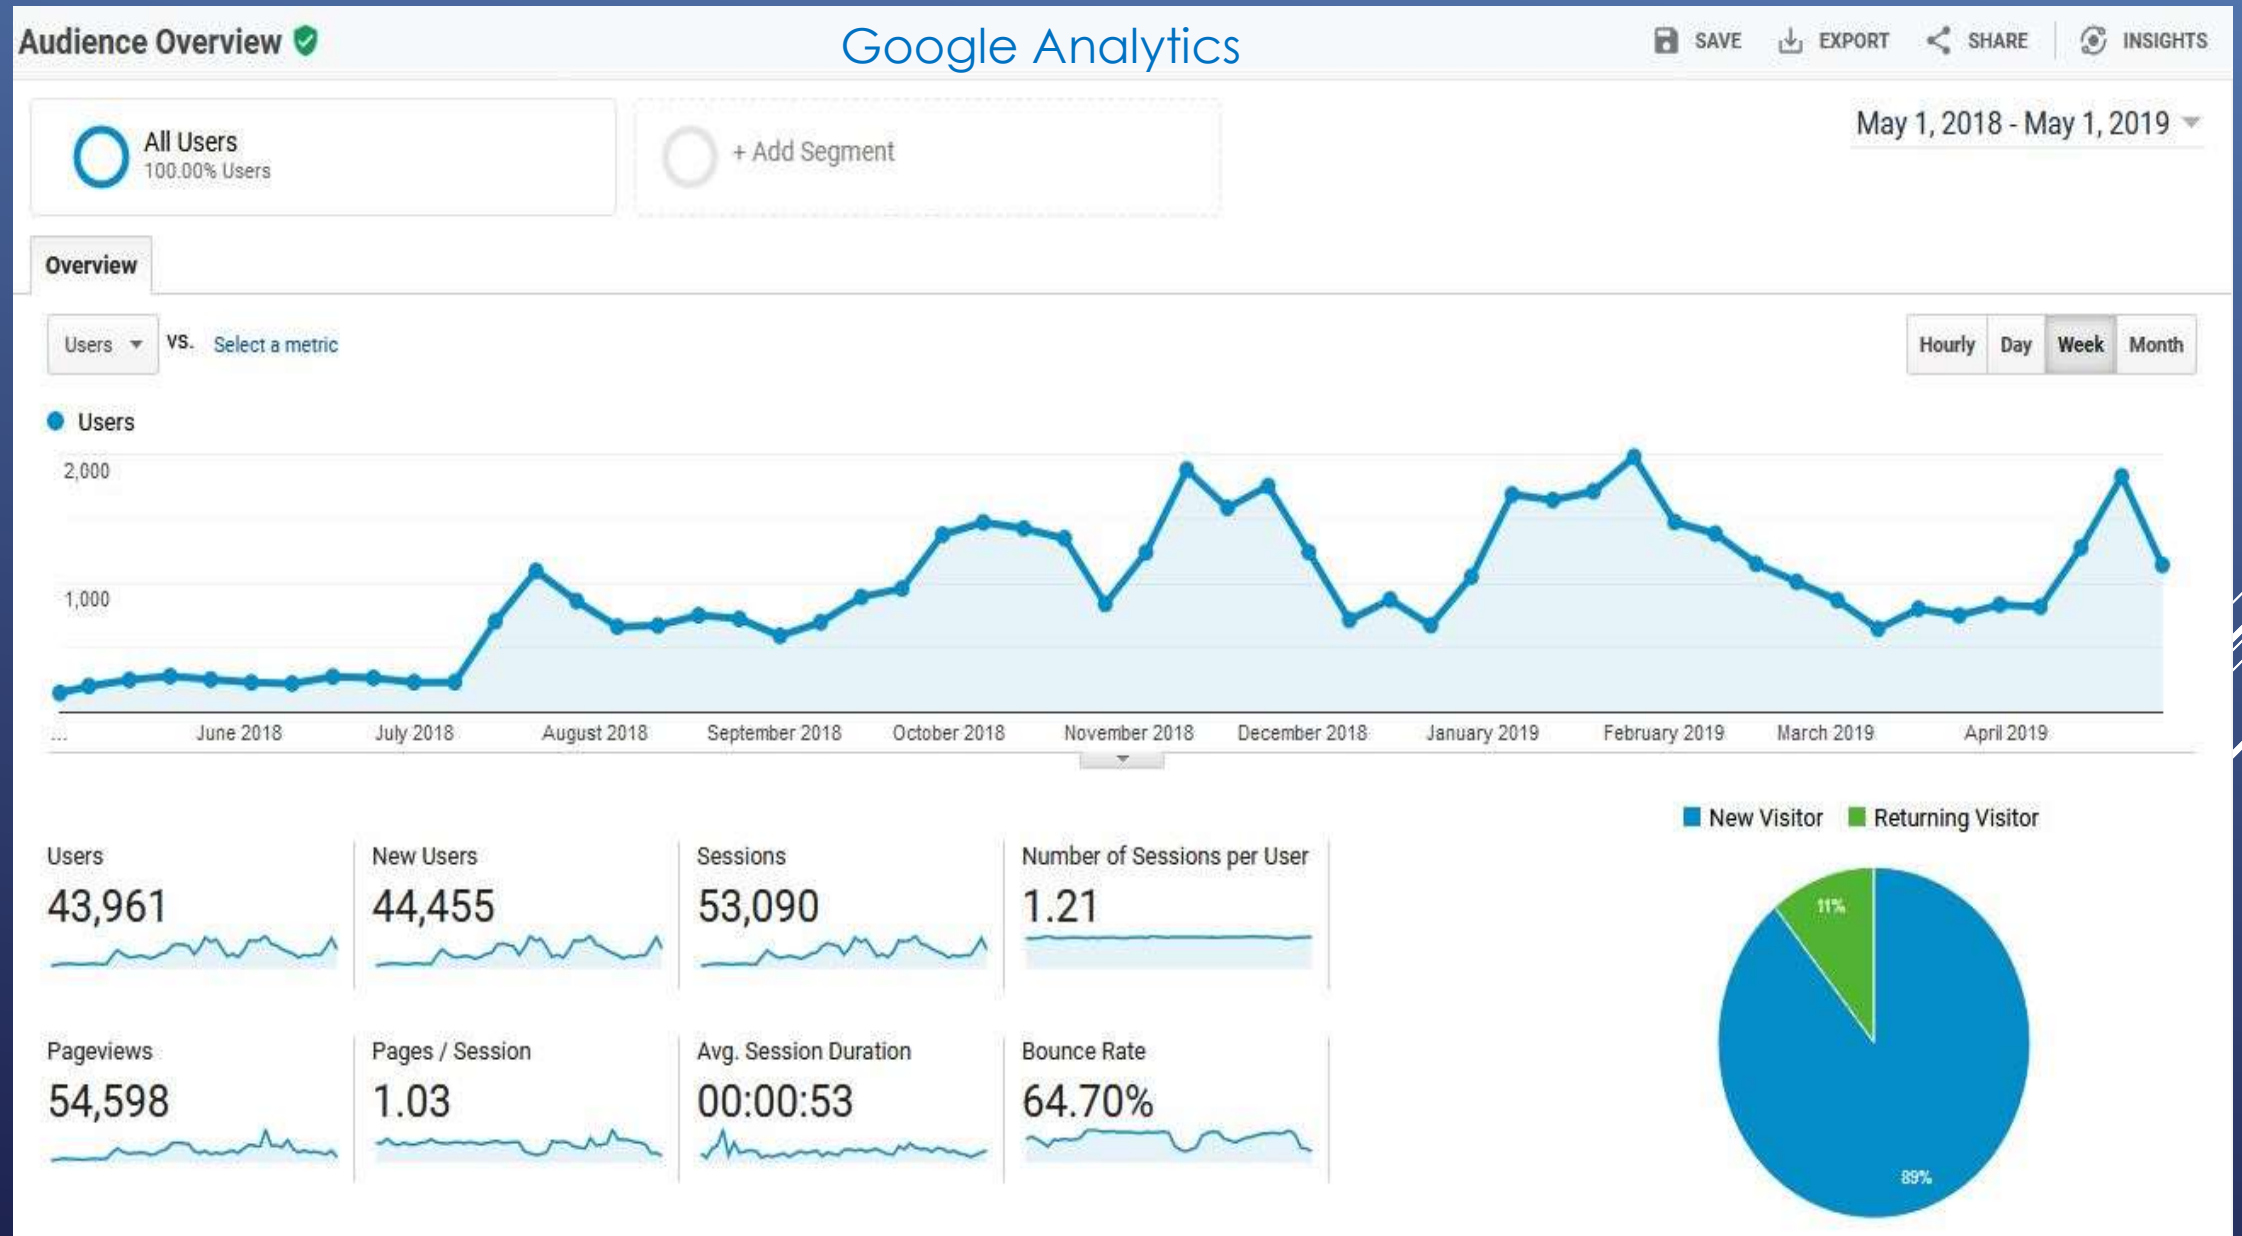 Audience Overview
Google Analytics
SAVE EXPORT SHARE INSIGHTS
All Users
100.00% Users
+ Add Segment
May 1, 2018 - May 1, 2019
Overview
Users VS. Select a metric
Hourly Day Week Month
Users
2,000
1,000
... June 2018 July 2018 August 2018 September 2018 October 2018 November 2018 December 2018 January 2019 February 2019 March 2019 April 2019
New Visitor Returning Visitor
Users New Users Sessions Number of Sessions per User
43,961 44,455 53,090 1.21
11%
Pageviews Pages / Session Avg. Session Duration Bounce Rate
54,598 1.03 00:00:53 64.70%
89%